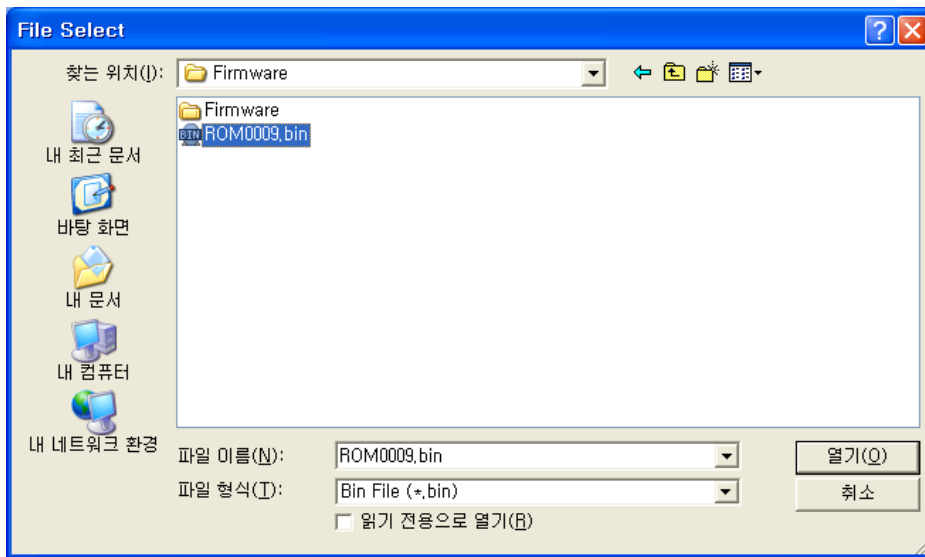 File Select
찾는 위치(I):
Firmware
Firmware
BIN ROM0009.bin
내 최근 문서
바탕 화면
내 문서
내 컴퓨터
내 네트워크 환경
파일 이름(N):
ROM0009.bin
열기(O)
파일 형식(T):
Bin File (*.bin)
취소
읽기 전용으로 열기(R)